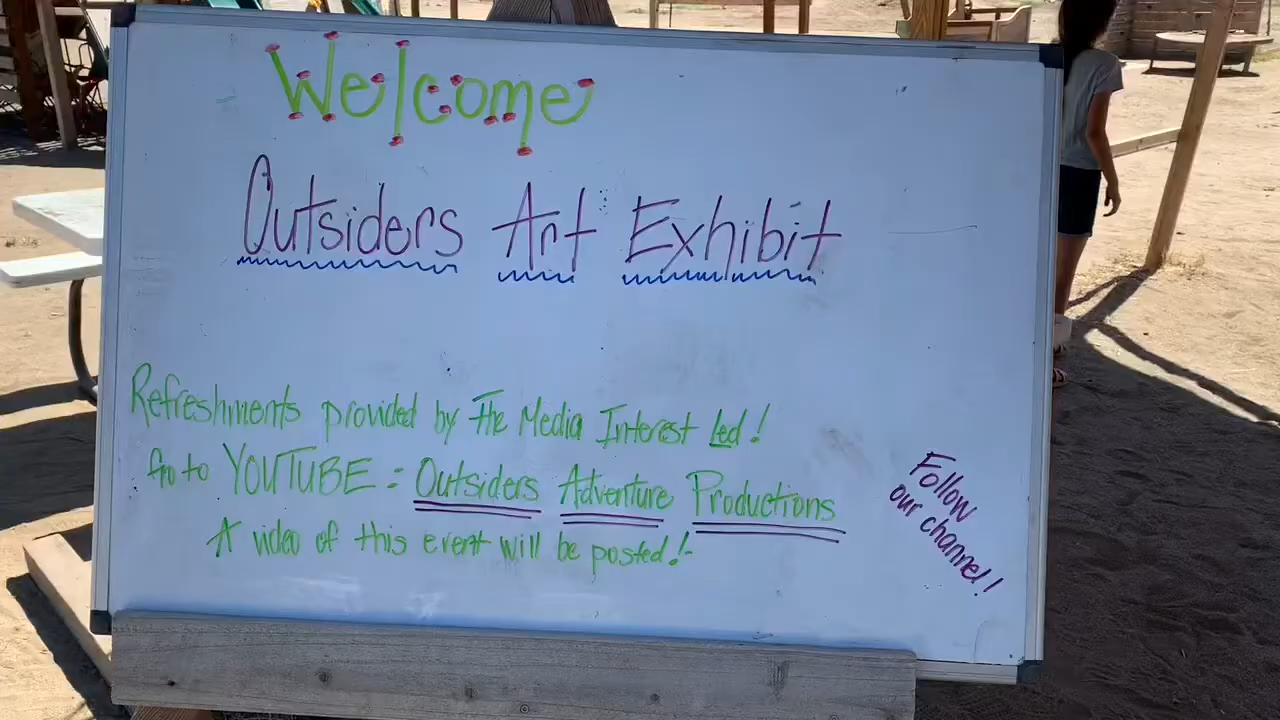 Welcome
Outsiders Art Exhibit
Refreshments provided by The Media Interest Led!
Go to YOUTUBE: Outsiders Adventure Productions
A video of this event will be posted!
Follow
our channel!